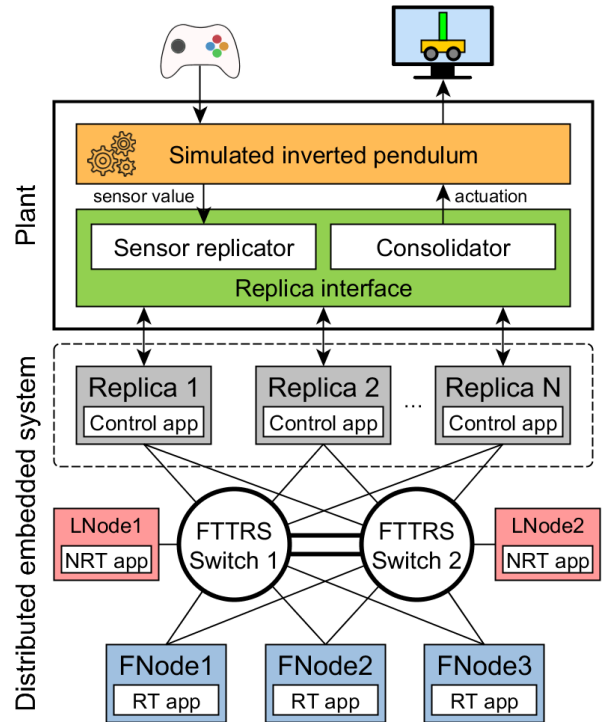 Plant
Simulated inverted pendulum
sensor value
actuation
Sensor replicator
Consolidator
Replica interface
Distributed embedded system
Replica 1
Control app
Replica 2
Control app
...
Replica N
Control app
LNode1
NRT app
FTTRS
Switch 1
FTTRS
Switch 2
LNode2
NRT app
FNode1
RT app
FNode2
RT app
FNode3
RT app